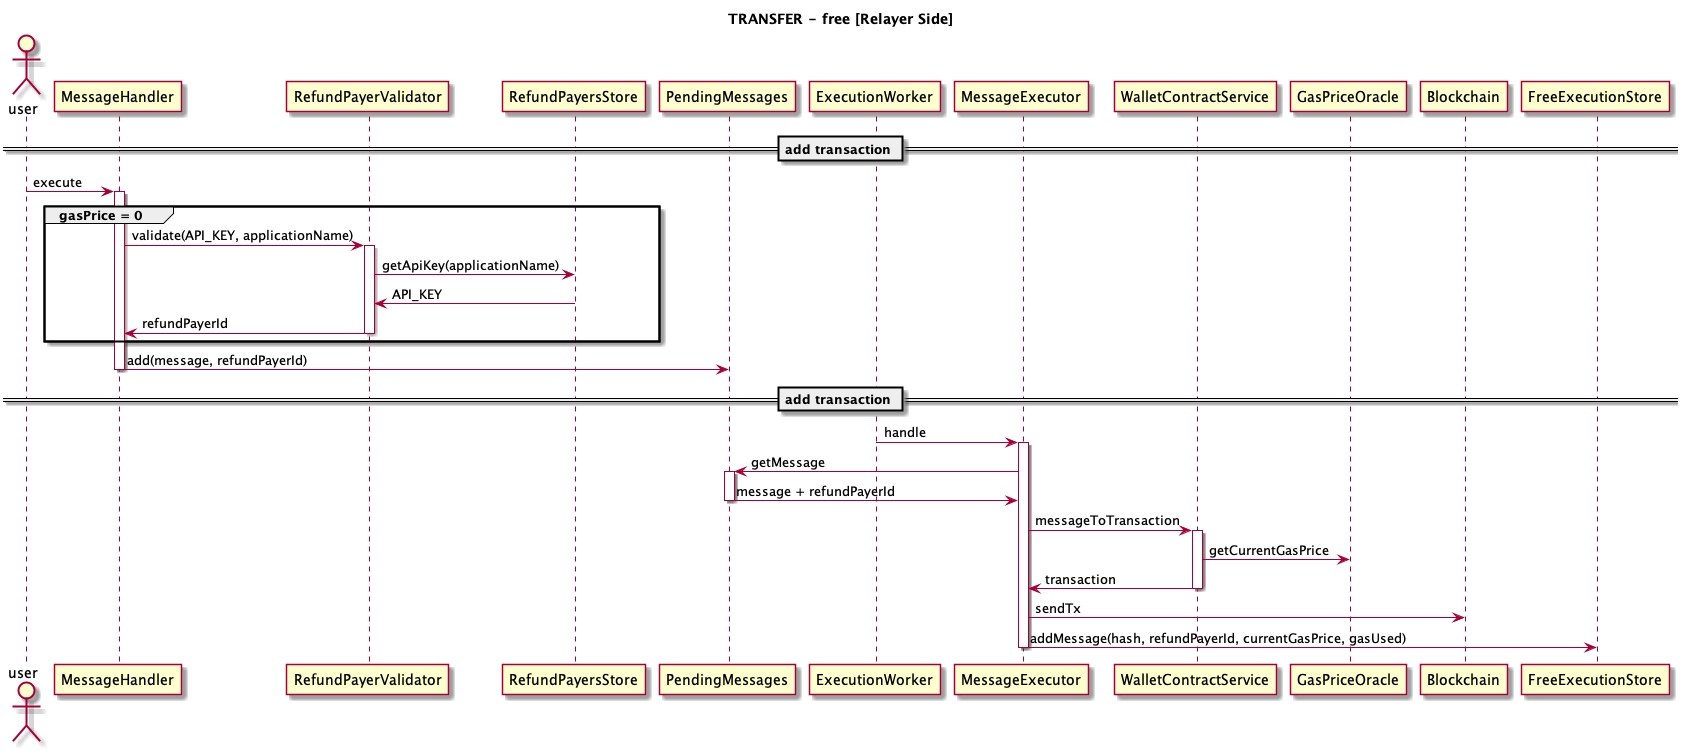 TRANSFER - free [Relayer Side]
user
MessageHandler
RefundPayerValidator
RefundPayersStore
PendingMessages
ExecutionWorker
MessageExecutor
WalletContractService
GasPriceOracle
Blockchain
FreeExecutionStore
add transaction
execute
gasPrice = 0
validate(API_KEY, applicationName)
getApiKey(applicationName)
API_KEY
refundPayerId
add(message, refundPayerId)
add transaction
handle
getMessage
message + refundPayerId
messageToTransaction
getCurrentGasPrice
transaction
sendTx
addMessage(hash, refundPayerId, currentGasPrice, gasUsed)
user
MessageHandler
RefundPayerValidator
RefundPayersStore
PendingMessages
ExecutionWorker
MessageExecutor
WalletContractService
GasPriceOracle
Blockchain
FreeExecutionStore